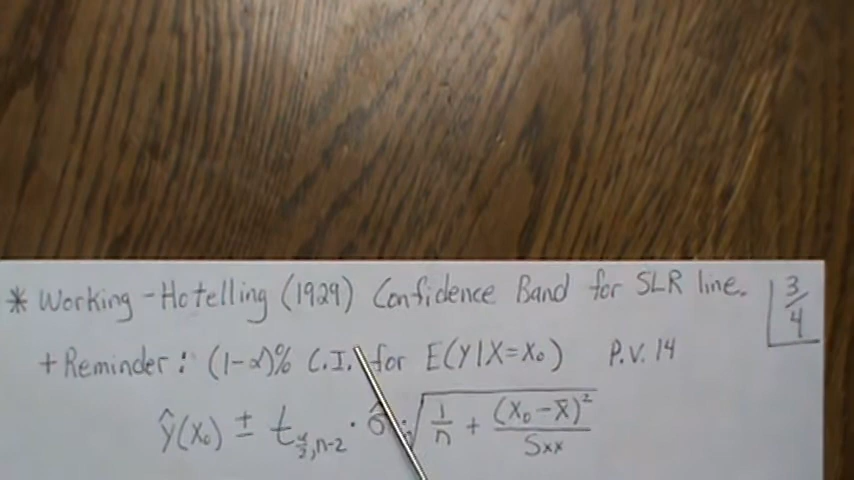 * Working-Hotelling (1929) Confidence Band for SLR line.
3/4
+ Reminder: (1-α)% C.I. for E(Y|X=x₀) P.V. 14
ŷ(x₀) ± t_{α/2, n-2} · σ̂ · √(1/n + (x₀-x̄)²/Sxx)